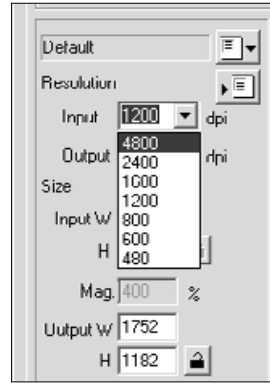 Default
Resolution
Input 1200 dpi
Output dpi
4800
2400
1600
1200
800
600
480
Size
Input W
H
Mag. 400 %
Output W 1752
H 1182